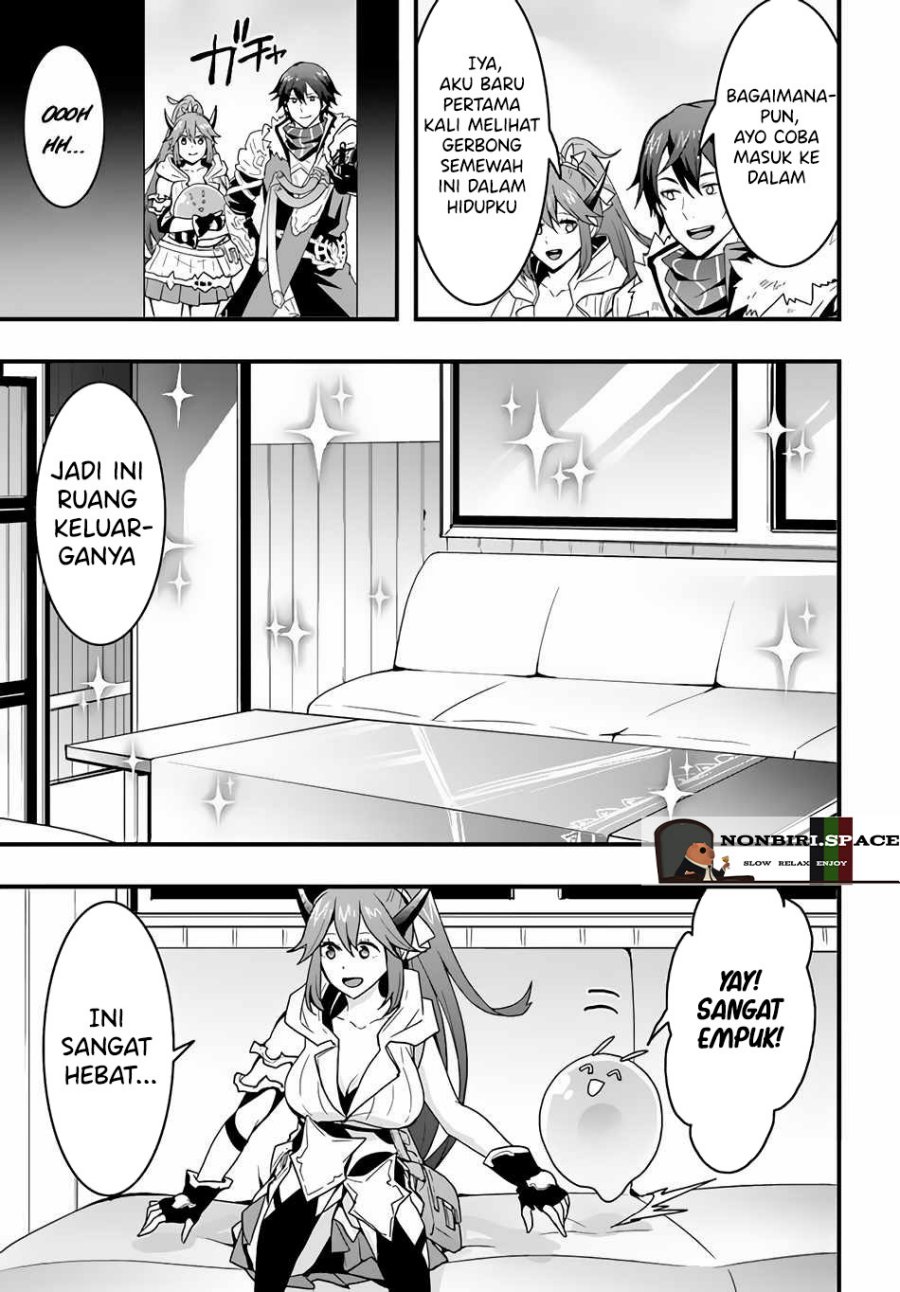 BAGAIMANA-
PUN,
AYO COBA
MASUK KE
DALAM
IYA,
AKU BARU
PERTAMA
KALI MELIHAT
GERBONG
SEMEWAH
INI DALAM
HIDUPKU
ガチャ
OOOH
HH...
JADI INI
RUANG
KELUAR-
GANYA
NONBIRI.SPACE
SLOW RELAX ENJOY
YAY!
SANGAT
EMPUK!
INI
SANGAT
HEBAT...